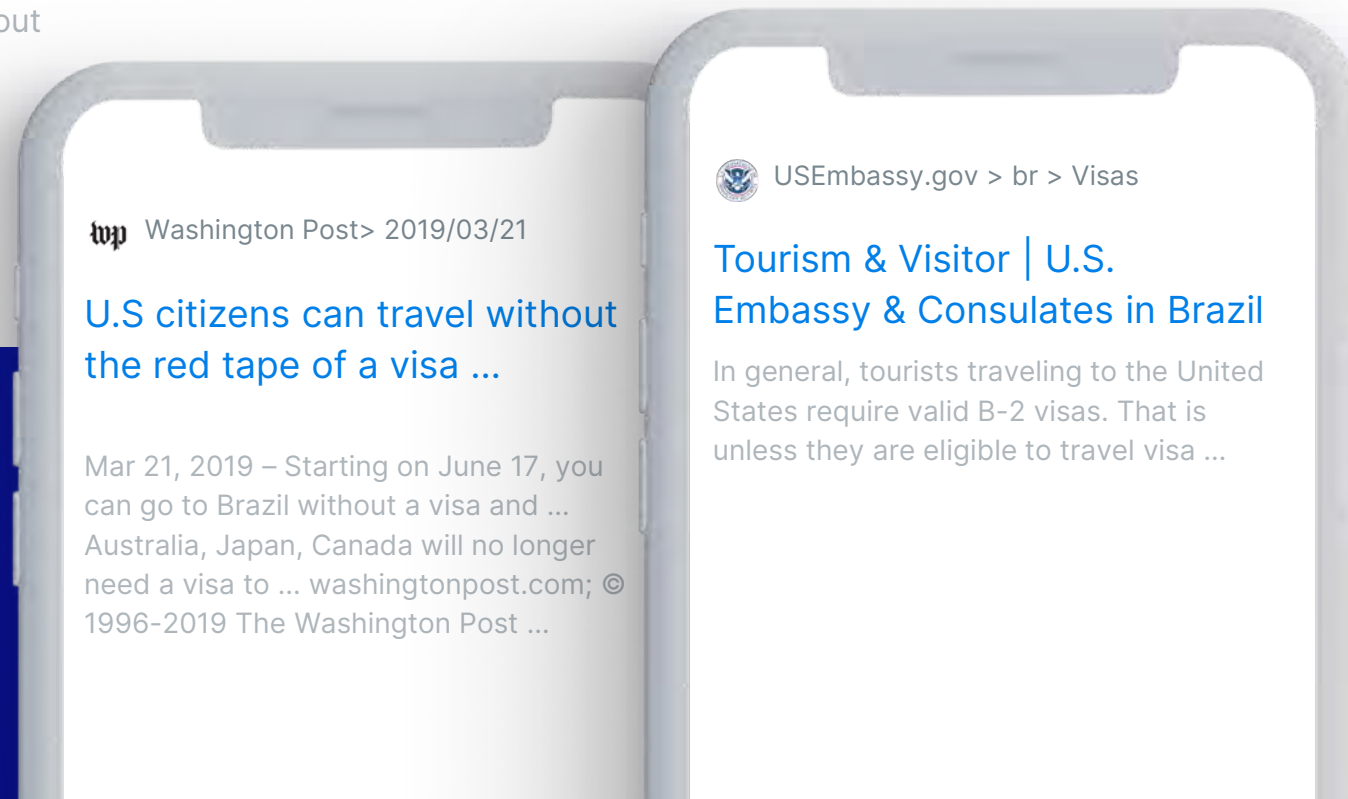 Washington Post> 2019/03/21
U.S citizens can travel without
the red tape of a visa ...
Mar 21, 2019 – Starting on June 17, you
can go to Brazil without a visa and ...
Australia, Japan, Canada will no longer
need a visa to ... washingtonpost.com; ©
1996-2019 The Washington Post ...
USEmbassy.gov > br > Visas
Tourism & Visitor | U.S.
Embassy & Consulates in Brazil
In general, tourists traveling to the United
States require valid B-2 visas. That is
unless they are eligible to travel visa ...